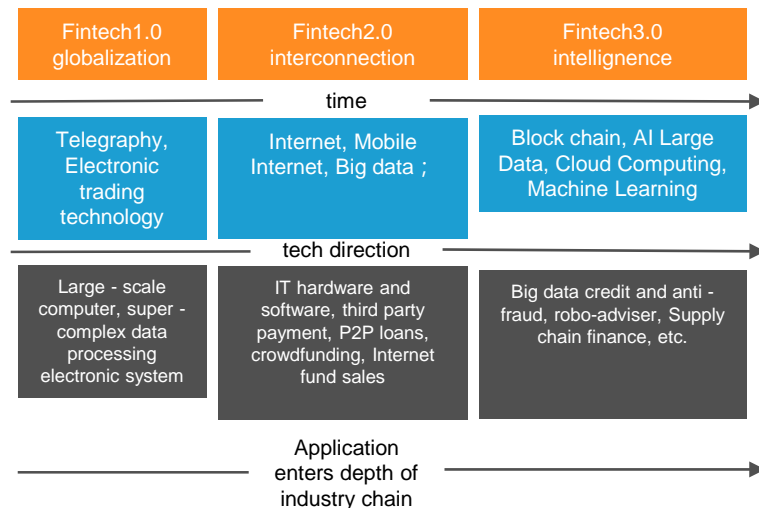 Fintech1.0
globalization
Fintech2.0
interconnection
Fintech3.0
intellignence
time
Telegraphy,
Electronic
trading
technology
Internet, Mobile
Internet, Big data ;
Block chain, AI Large
Data, Cloud Computing,
Machine Learning
tech direction
Large - scale
computer, super -
complex data
processing
electronic system
IT hardware and
software, third party
payment, P2P loans,
crowdfunding, Internet
fund sales
Big data credit and anti -
fraud, robo-adviser, Supply
chain finance, etc.
Application
enters depth of
industry chain